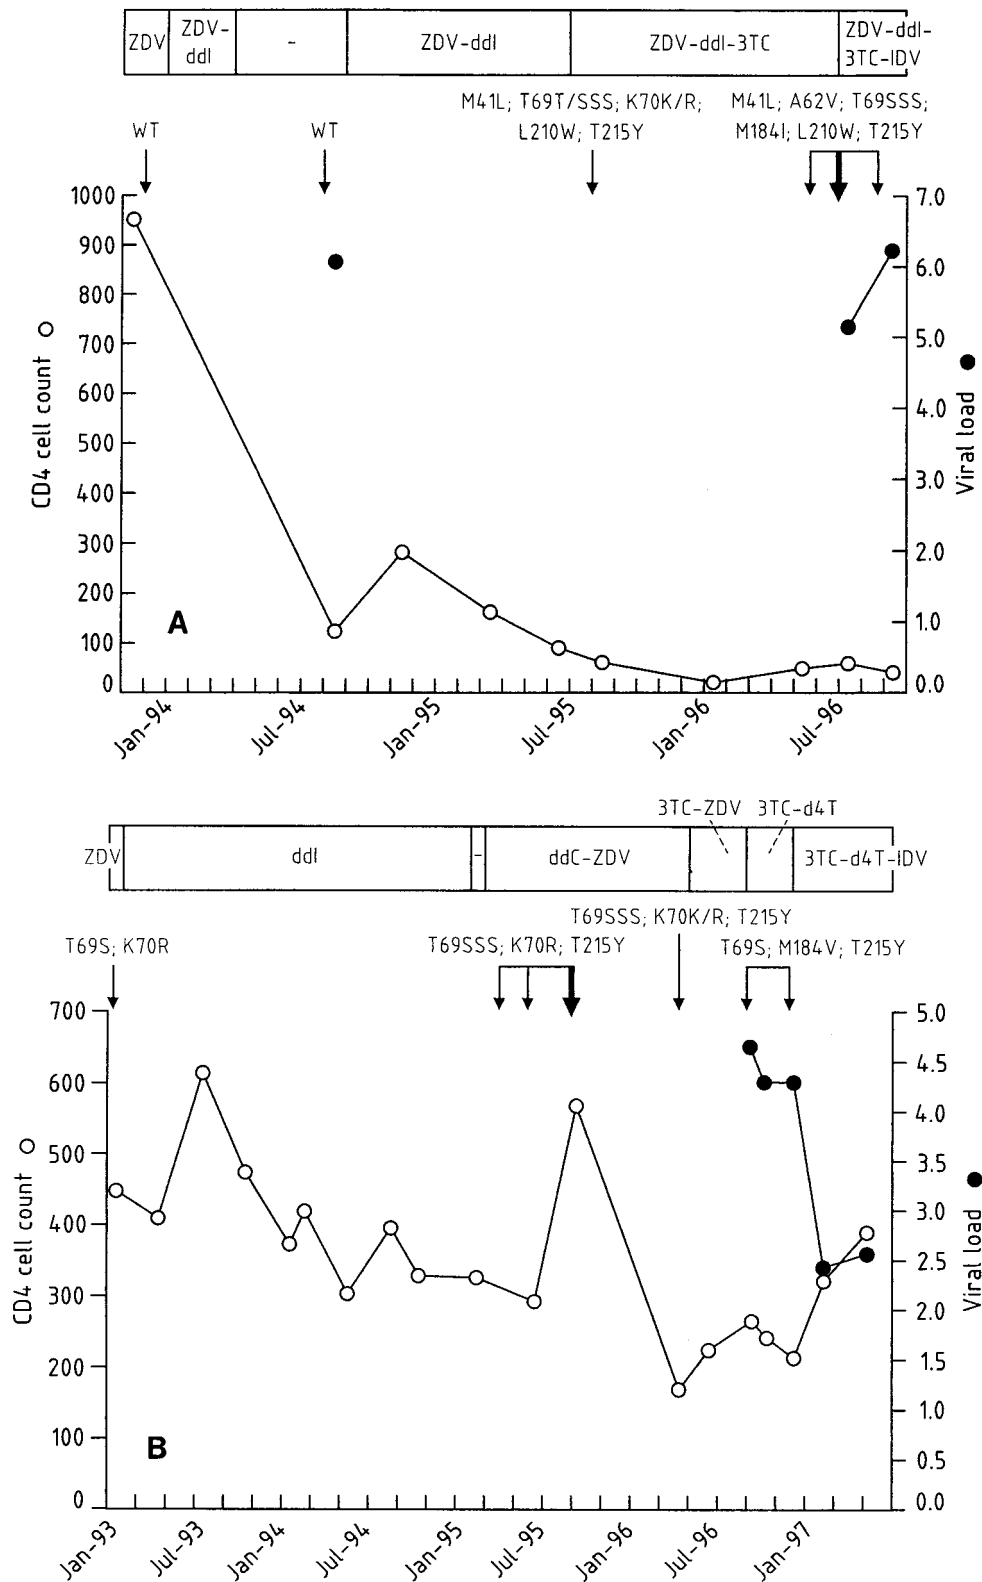 ZDV
ZDV-
ddI
-
ZDV-ddI
ZDV-ddI-3TC
ZDV-ddI-
3TC-IDV
WT
WT
M41L; T69T/SSS; K70K/R;
L210W; T215Y
M41L; A62V; T69SSS;
M184I; L210W; T215Y
1000
900
800
700
600
500
400
300
200
100
0
CD4 cell count
7.0
6.0
5.0
4.0
3.0
2.0
1.0
0.0
Viral load
A
Jan-94
Jul-94
Jan-95
Jul-95
Jan-96
Jul-96
3TC-ZDV
3TC-d4T
ZDV
ddI
-
ddC-ZDV
3TC-d4T-IDV
T69S; K70R
T69SSS; K70R; T215Y
T69SSS; K70K/R; T215Y
T69S; M184V; T215Y
700
600
500
400
300
200
100
0
CD4 cell count
5.0
4.5
4.0
3.5
3.0
2.5
2.0
1.5
1.0
0.5
0.0
Viral load
B
Jan-93
Jul-93
Jan-94
Jul-94
Jan-95
Jul-95
Jan-96
Jul-96
Jan-97